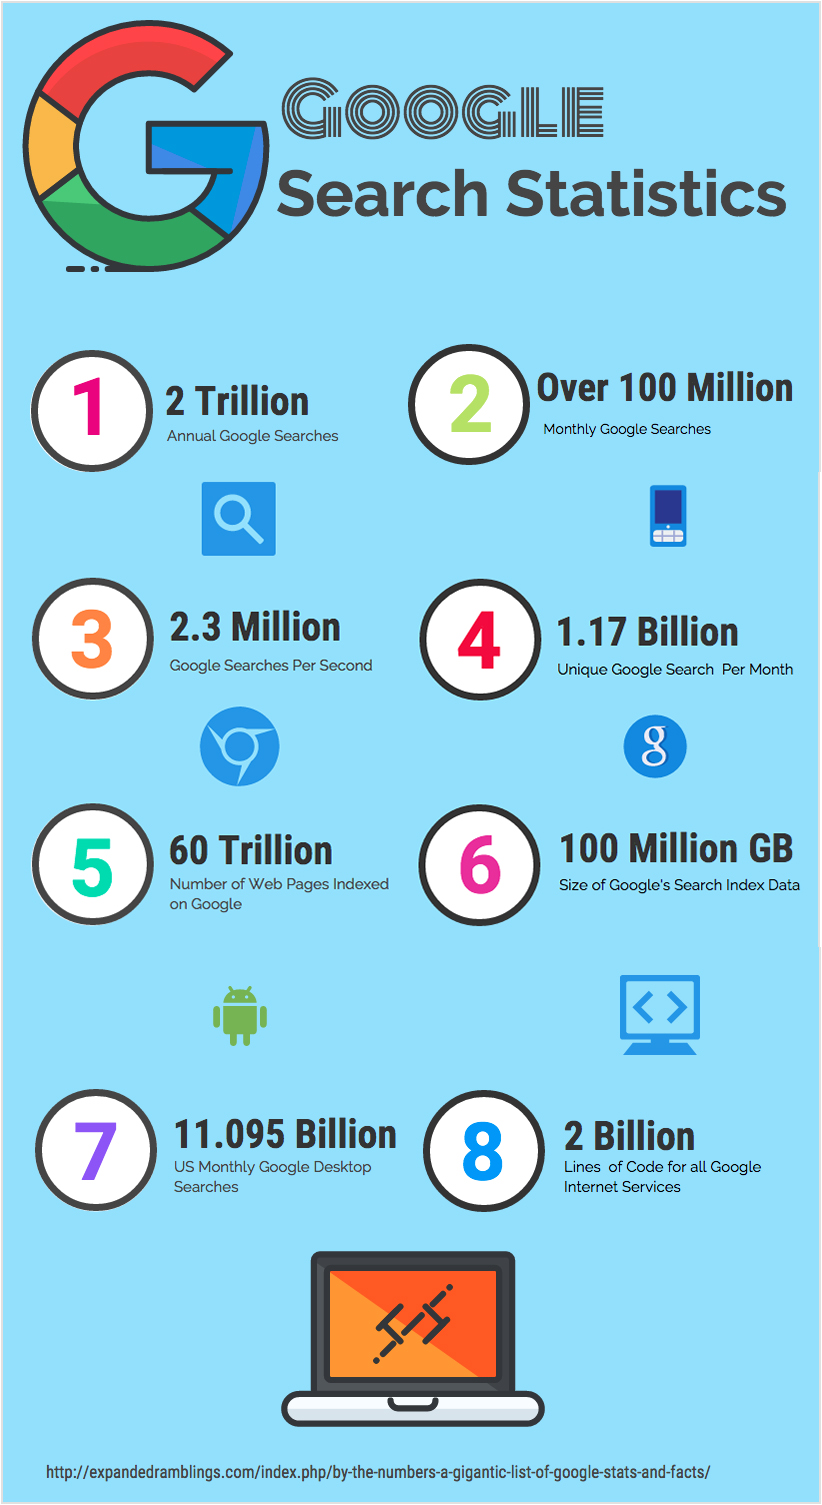 GOOGLE
Search Statistics
1
2 Trillion
Annual Google Searches
2
Over 100 Million
Monthly Google Searches
3
2.3 Million
Google Searches Per Second
4
1.17 Billion
Unique Google Search Per Month
g
5
60 Trillion
Number of Web Pages Indexed
on Google
6
100 Million GB
Size of Google's Search Index Data
7
11.095 Billion
US Monthly Google Desktop
Searches
8
2 Billion
Lines of Code for all Google
Internet Services
http://expandedramblings.com/index.php/by-the-numbers-a-gigantic-list-of-google-stats-and-facts/